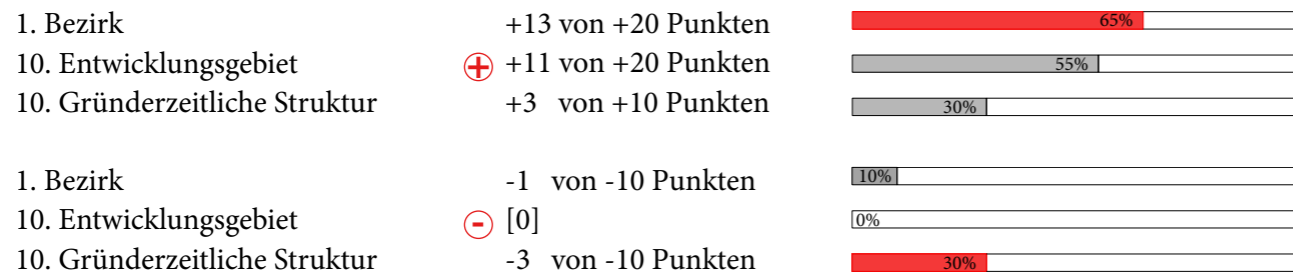 1. Bezirk +13 von +20 Punkten 65%
10. Entwicklungsgebiet + +11 von +20 Punkten 55%
10. Gründerzeitliche Struktur +3 von +10 Punkten 30%
1. Bezirk -1 von -10 Punkten 10%
10. Entwicklungsgebiet - [0] 0%
10. Gründerzeitliche Struktur -3 von -10 Punkten 30%